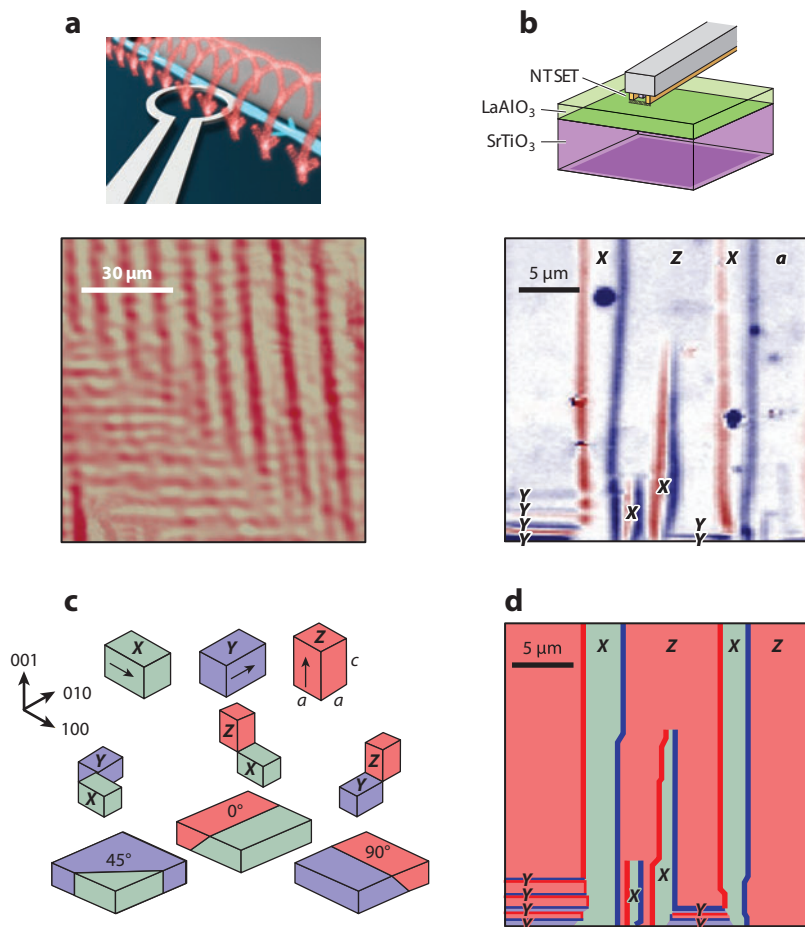 a
b
NTSET
LaAlO3
SrTiO3
30 μm
5 μm
X
Z
X
a
X
X
Y
Y
Y
Y
Y
Y
c
d
X
Y
Z
c
a
a
001
010
100
Z
X
Y
X
Z
Y
0°
45°
90°
5 μm
X
Z
X
Z
X
X
Y
Y
Y
Y
Y
Y